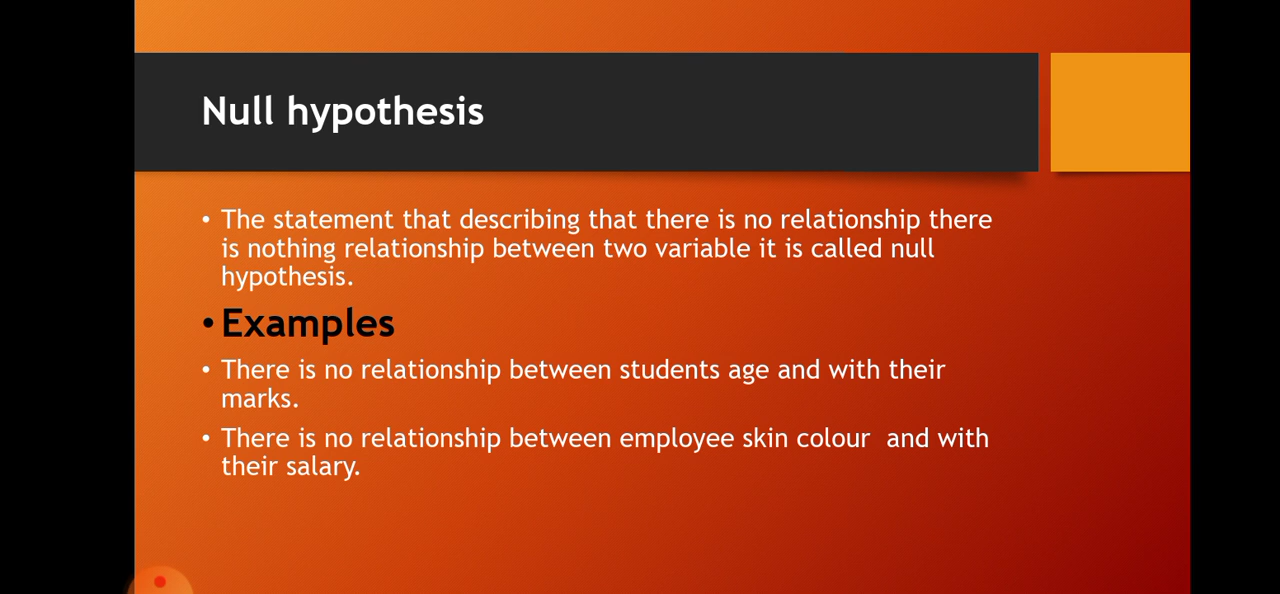 Null hypothesis
• The statement that describing that there is no relationship there
is nothing relationship between two variable it is called null
hypothesis.
• Examples
• There is no relationship between students age and with their
marks.
• There is no relationship between employee skin colour  and with
their salary.